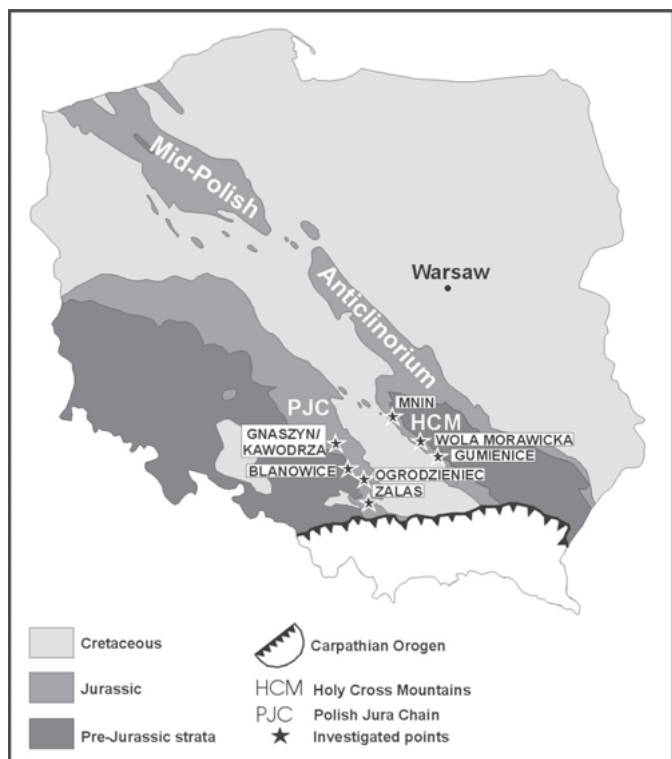 Mid-Polish
Anticlinorium
Warsaw
MNIN
PJC
HCM
GNASZYN/
KAWODRZA
WOLA MORAWICKA
GUMIENICE
BLANOWICE
OGRODZIENIEC
ZALAS
Cretaceous
Jurassic
Pre-Jurassic strata
Carpathian Orogen
HCM Holy Cross Mountains
PJC Polish Jura Chain
Investigated points